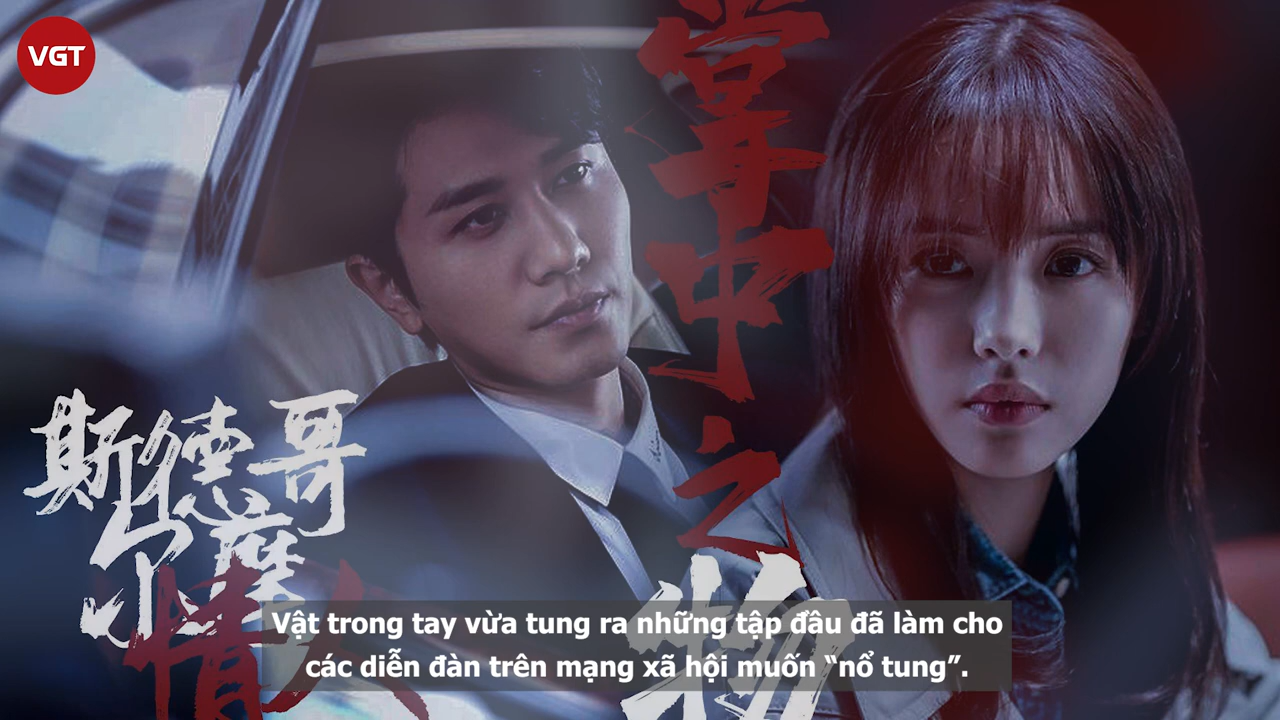 VGT
掌中之物
斯德哥尔摩
情人
Vật trong tay vừa tung ra những tập đầu đã làm cho
các diễn đàn trên mạng xã hội muốn “nổ tung”.